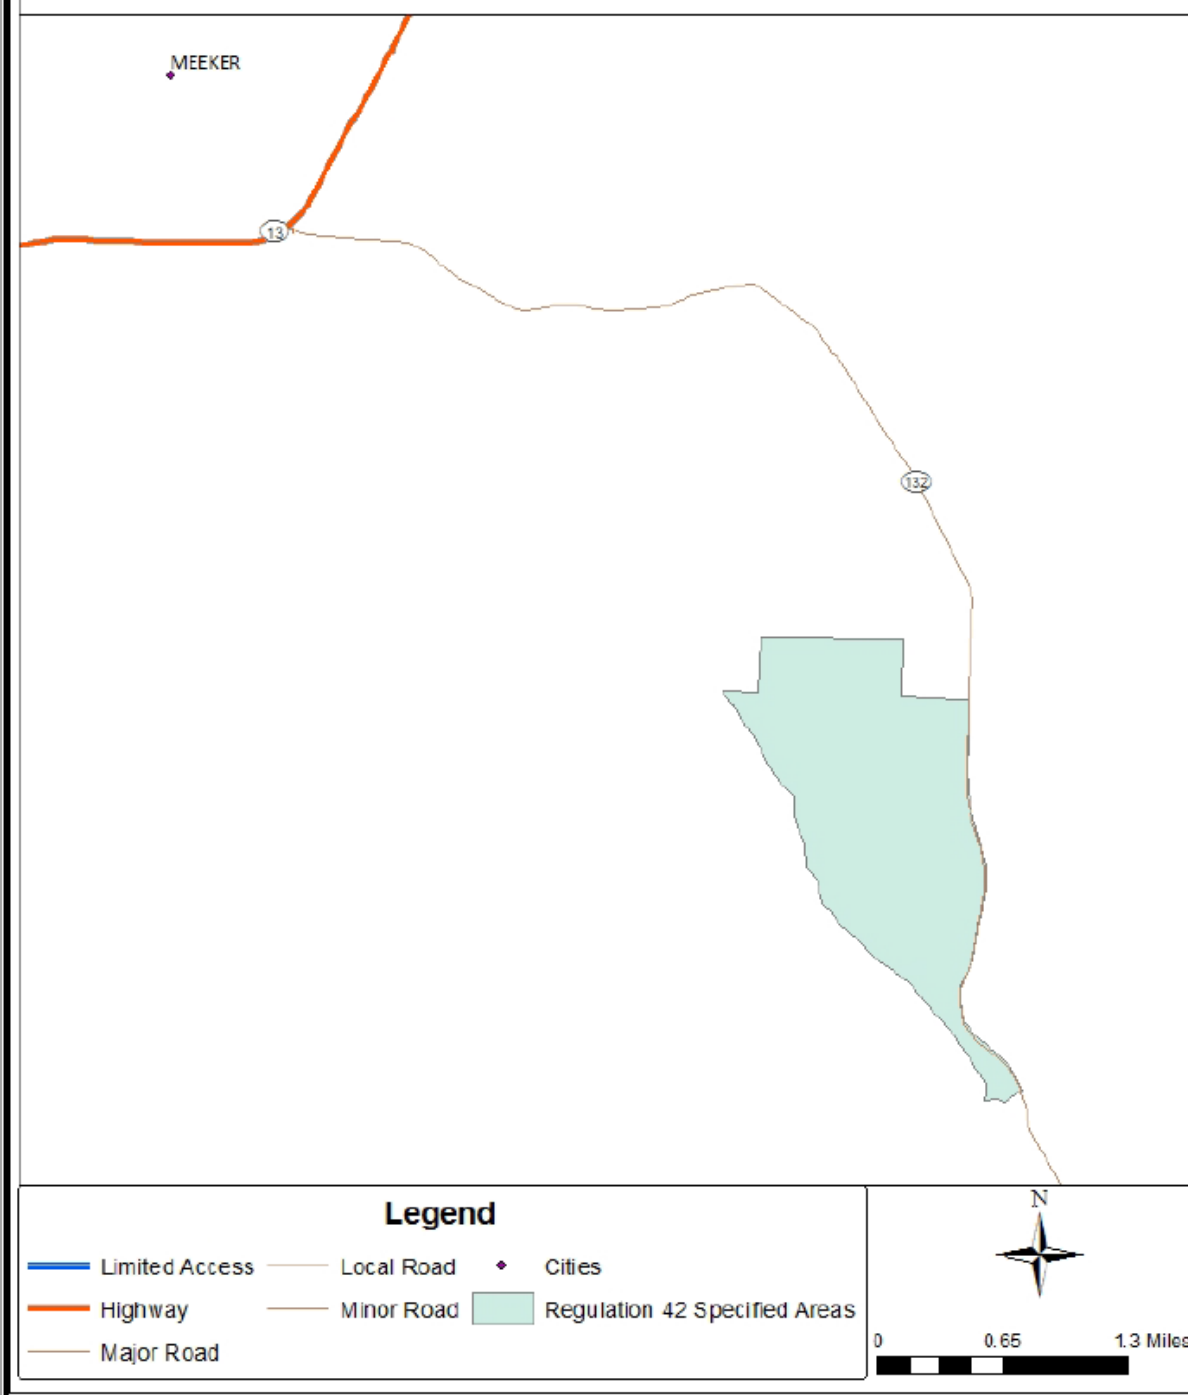 MEEKER
13
132
Legend
Limited Access
Local Road
Cities
Highway
Minor Road
Regulation 42 Specified Areas
Major Road
N
0 0.65 1.3 Miles